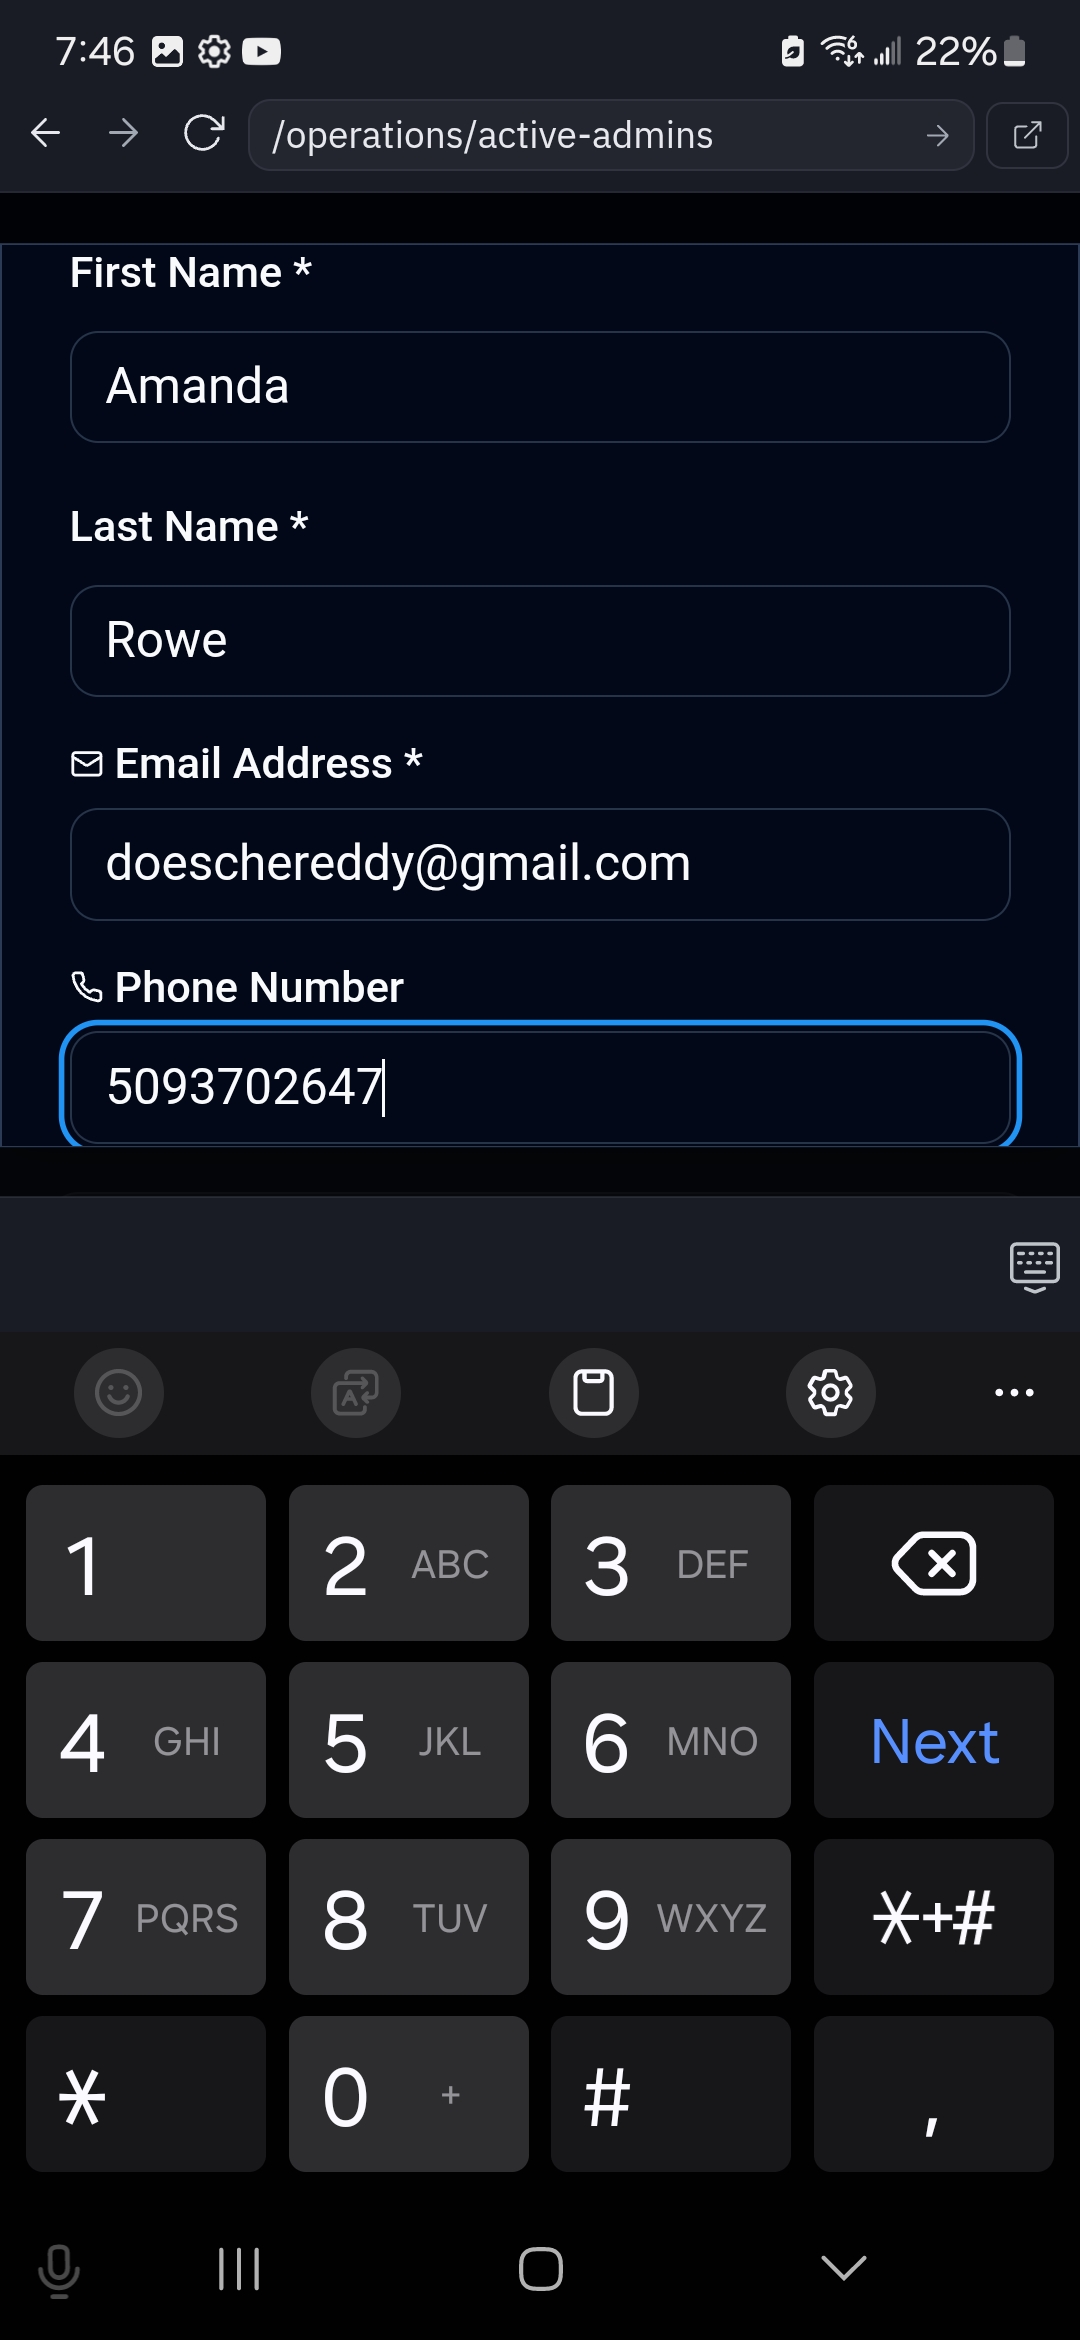 7:46
22%
/operations/active-admins
First Name *
Amanda
Last Name *
Rowe
Email Address *
doeschereddy@gmail.com
Phone Number
5093702647
1
2 ABC
3 DEF
4 GHI
5 JKL
6 MNO
Next
7 PQRS
8 TUV
9 WXYZ
*+#
*
0 +
#
,